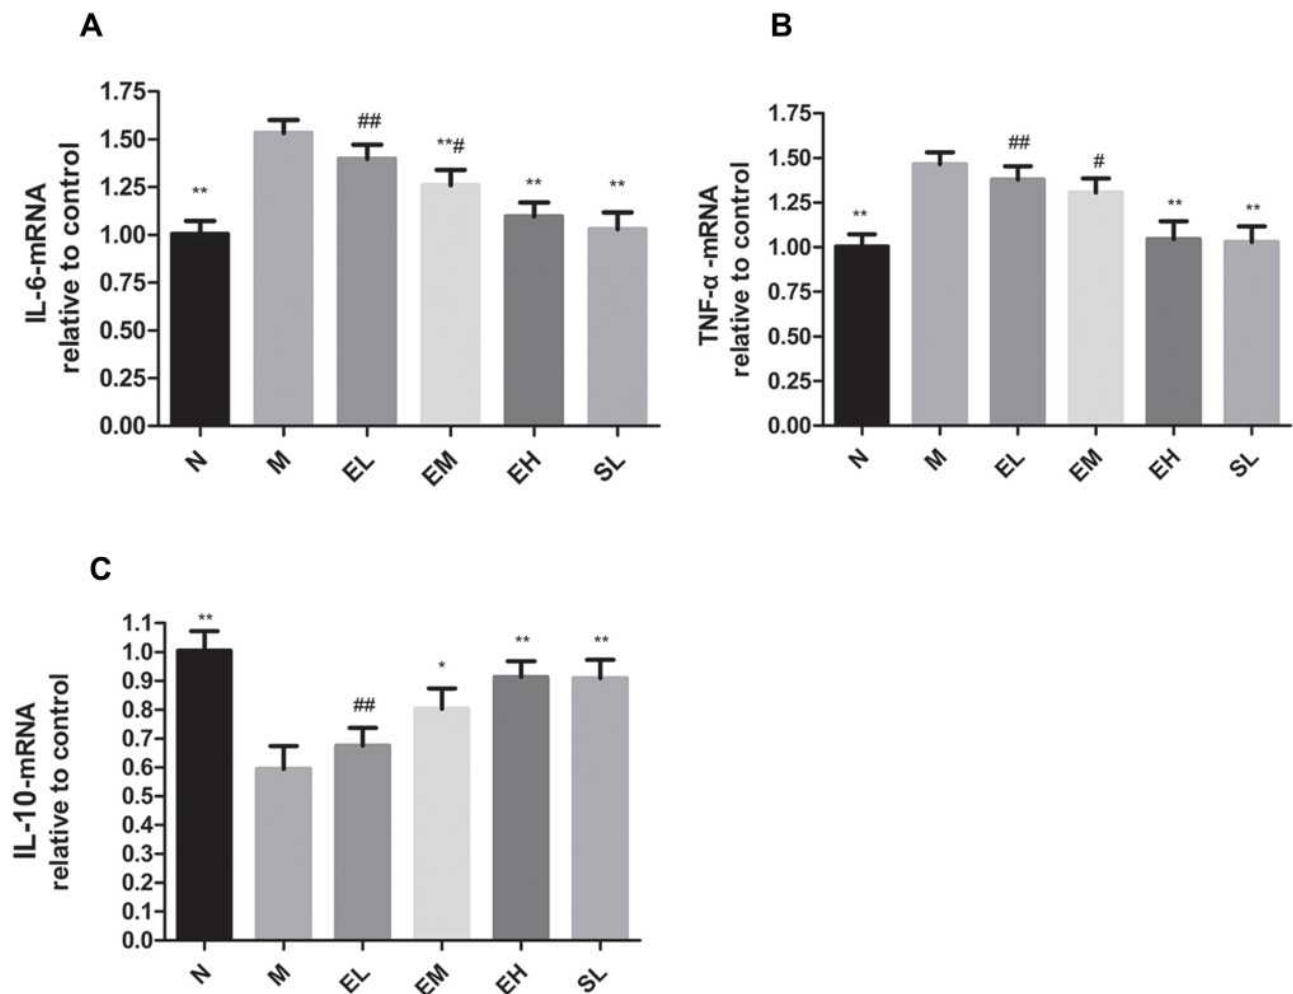 A
IL-6-mRNA
relative to control
1.75
1.50
1.25
1.00
0.75
0.50
0.25
0.00
**
##
**#
**
**
N
M
EL
EM
EH
SL
B
TNF-α -mRNA
relative to control
1.75
1.50
1.25
1.00
0.75
0.50
0.25
0.00
**
##
#
**
**
N
M
EL
EM
EH
SL
C
IL-10-mRNA
relative to control
1.1
1.0
0.9
0.8
0.7
0.6
0.5
0.4
0.3
0.2
0.1
0.0
**
##
*
**
**
N
M
EL
EM
EH
SL